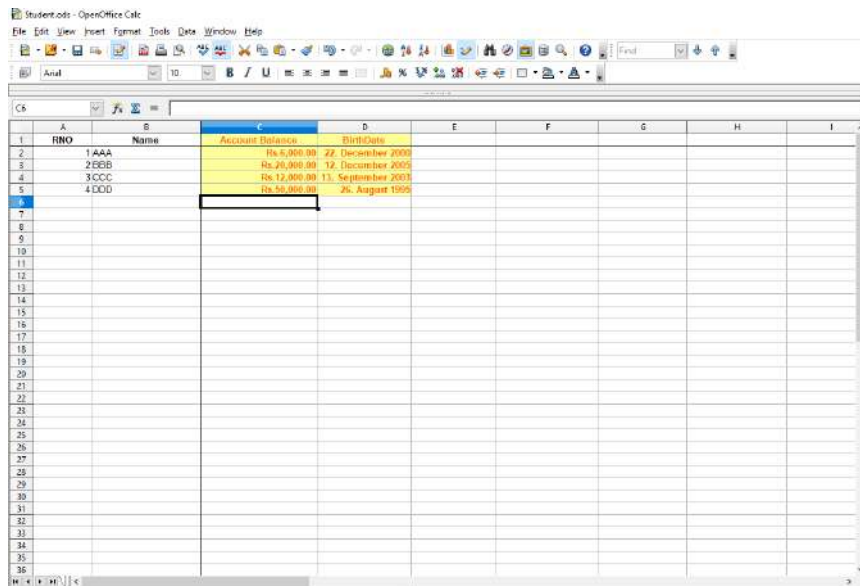 Student.ods - OpenOffice Calc
File Edit View Insert Format Tools Data Window Help
Find
Arial 10 B I U
C6 =
A B C D E F G H I
1 RNO Name Account Balance BirthDate
2 1 AAA Rs.6,000.00 22. December 2000
3 2 BBB Rs.20,000.00 12. December 2005
4 3 CCC Rs.12,000.00 13. September 2003
5 4 DDD Rs.50,000.00 26. August 1995
6
7
8
9
10
11
12
13
14
15
16
17
18
19
20
21
22
23
24
25
26
27
28
29
30
31
32
33
34
35
36